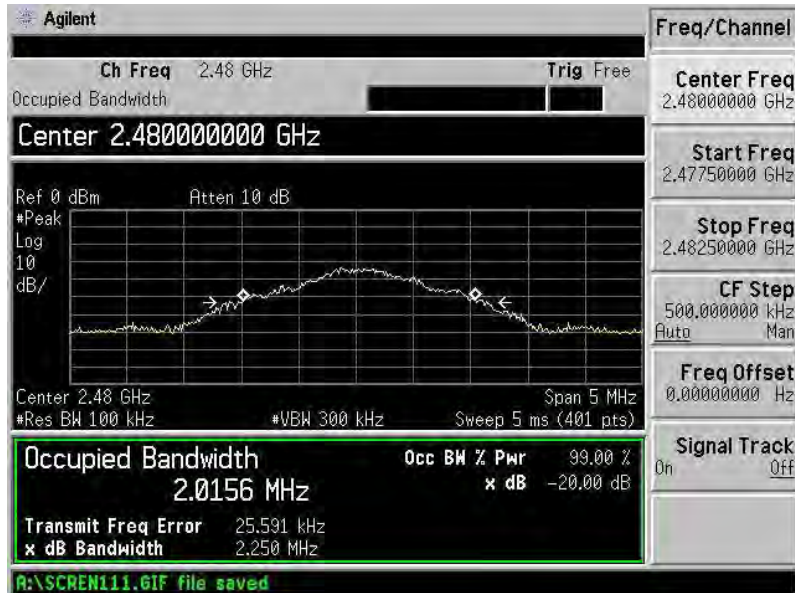 Agilent
Freq/Channel
Ch Freq 2.48 GHz Trig Free
Occupied Bandwidth
Center 2.480000000 GHz
Ref 0 dBm Atten 10 dB
#Peak
Log
10
dB/
Center 2.48 GHz Span 5 MHz
#Res BW 100 kHz #VBW 300 kHz Sweep 5 ms (401 pts)
Occupied Bandwidth
2.0156 MHz
Occ BW % Pwr 99.00 %
x dB -20.00 dB
Transmit Freq Error 25.591 kHz
x dB Bandwidth 2.250 MHz
A:\SCREN111.GIF file saved
Center Freq
2.48000000 GHz
Start Freq
2.47750000 GHz
Stop Freq
2.48250000 GHz
CF Step
500.000000 kHz
Auto Man
Freq Offset
0.00000000 Hz
Signal Track
On Off